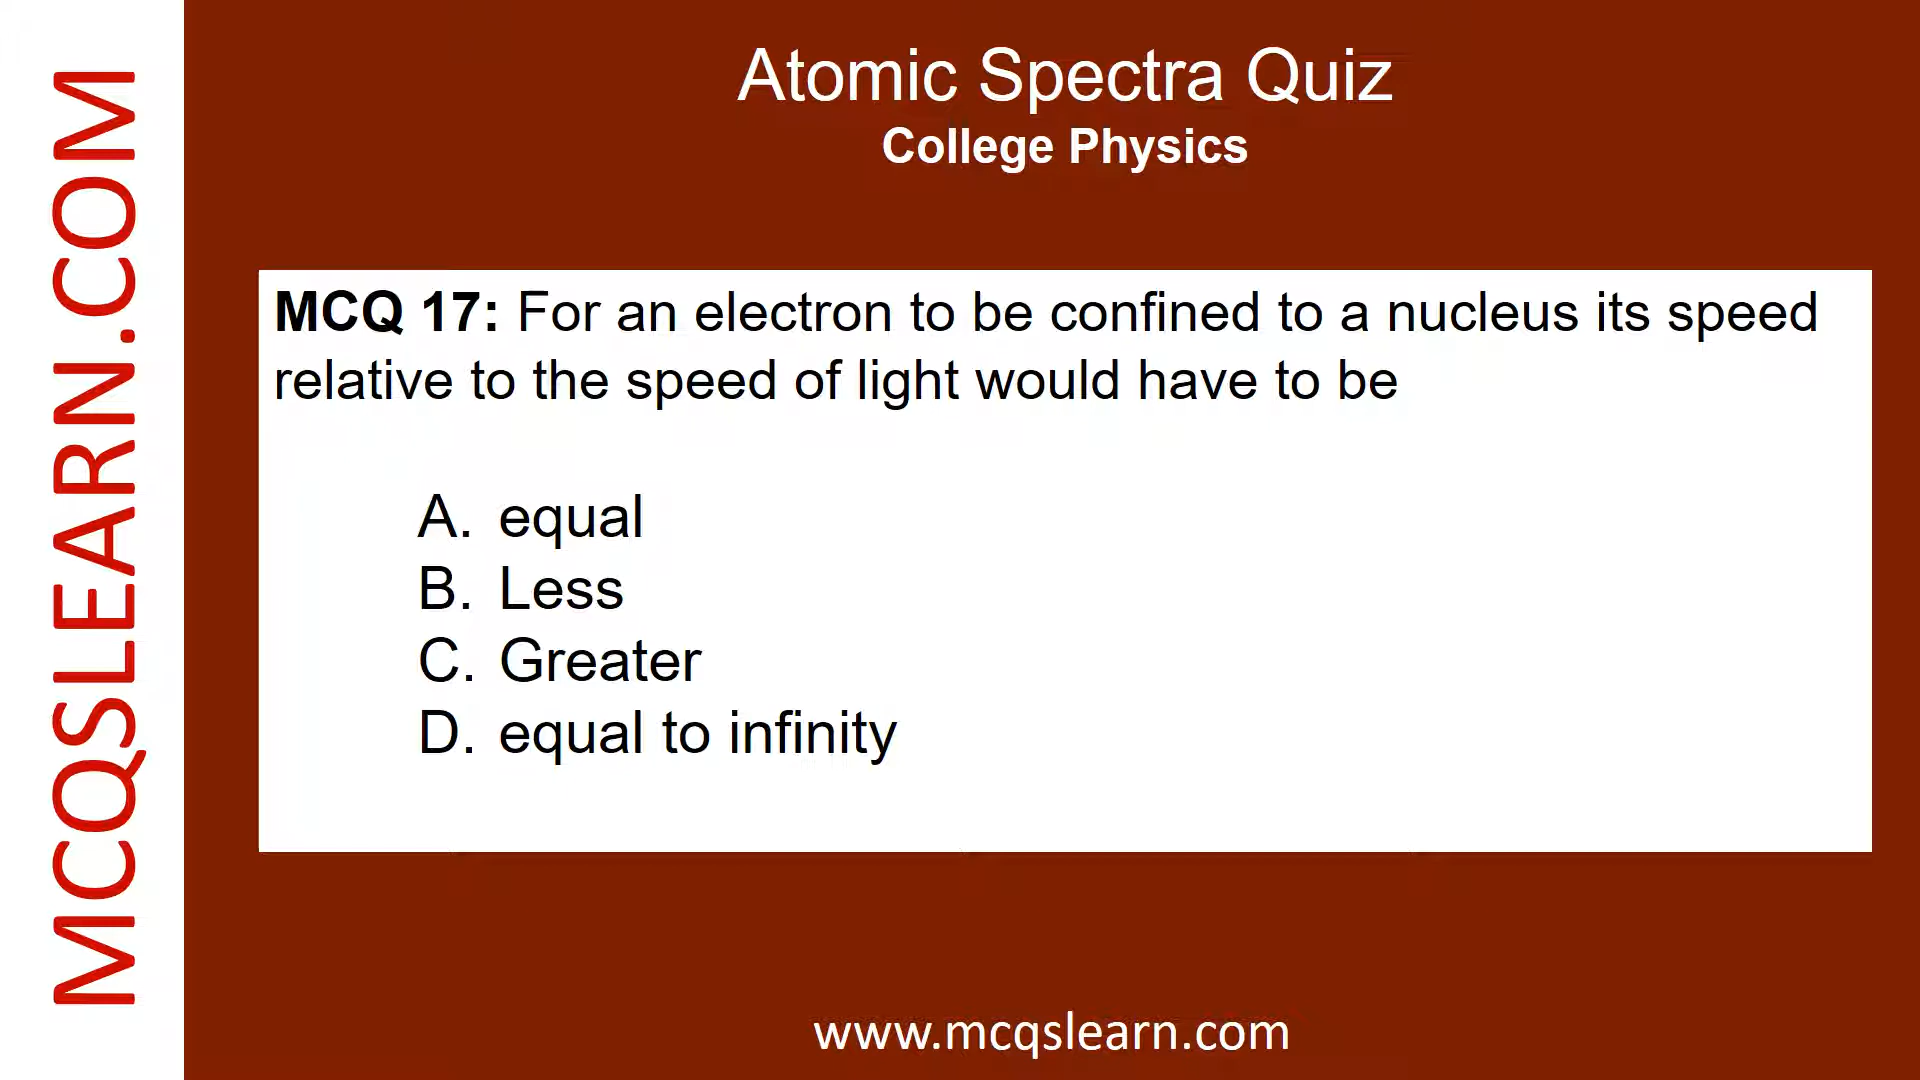 MCQSLEARN.COM
Atomic Spectra Quiz
College Physics
MCQ 17: For an electron to be confined to a nucleus its speed
relative to the speed of light would have to be
A. equal
B. Less
C. Greater
D. equal to infinity
www.mcqslearn.com